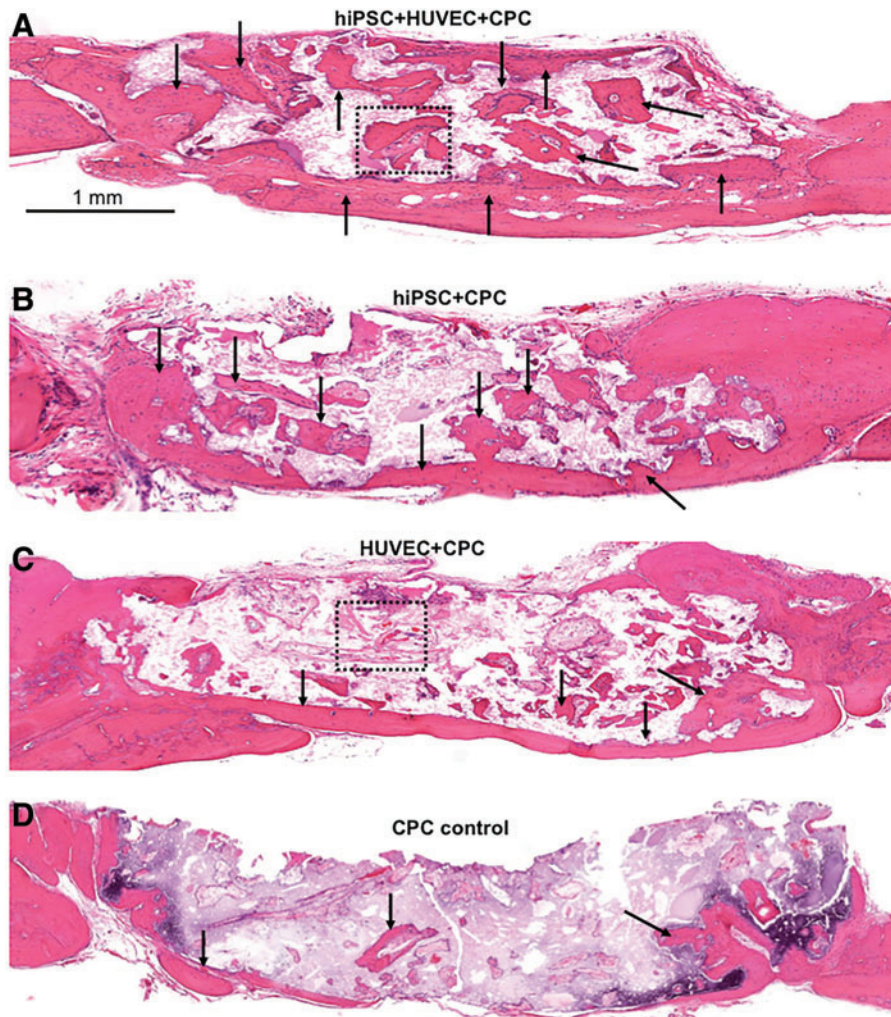 A
hiPSC+HUVEC+CPC
1 mm
B
hiPSC+CPC
C
HUVEC+CPC
D
CPC control